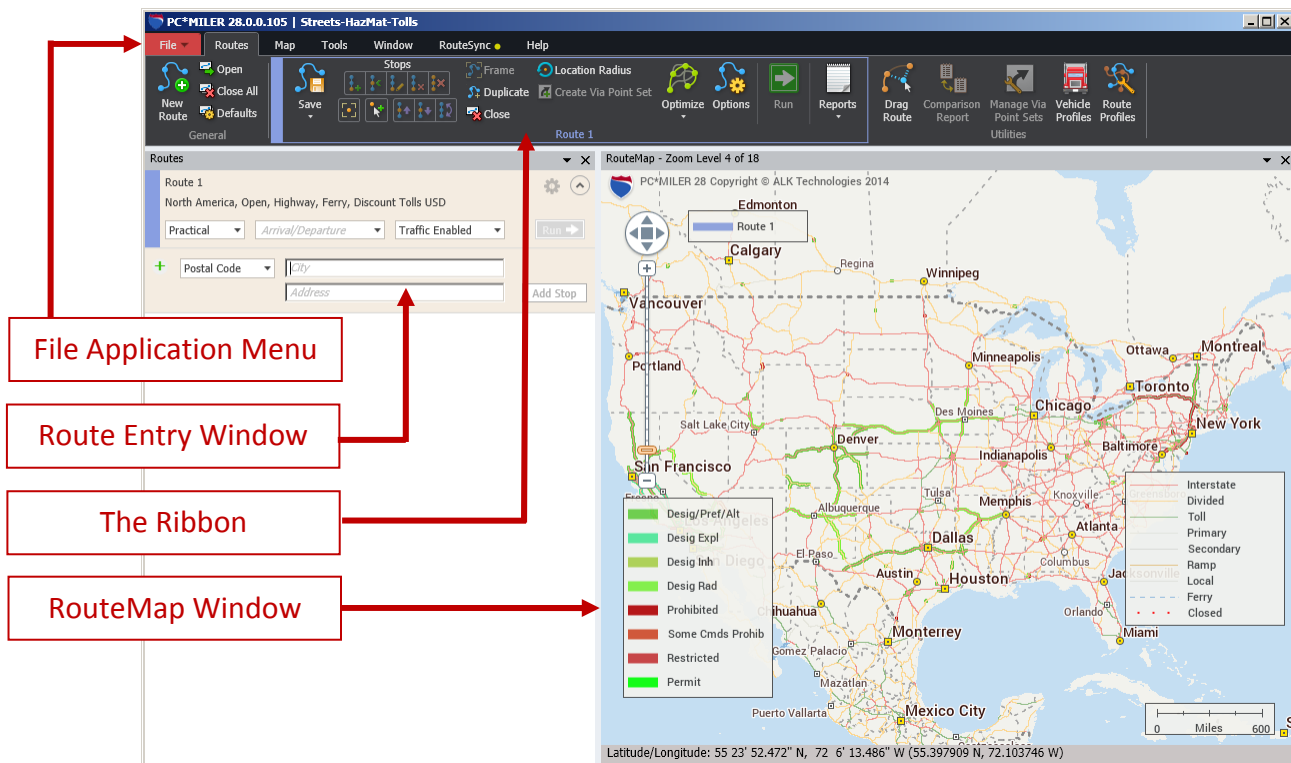 PC*MILER 28.0.0.105 | Streets-HazMat-Tolls
File Routes Map Tools Window RouteSync Help
New Route
Open
Close All
Defaults
General
Save
Stops
Frame
Duplicate
Close
Location Radius
Create Via Point Set
Optimize
Options
Run
Reports
Route 1
Drag Route
Comparison Report
Manage Via Point Sets
Vehicle Profiles
Route Profiles
Utilities
Routes
Route 1
North America, Open, Highway, Ferry, Discount Tolls USD
Practical Arrival/Departure Traffic Enabled Run
Postal Code City
Address Add Stop
File Application Menu
Route Entry Window
The Ribbon
RouteMap Window
RouteMap - Zoom Level 4 of 18
PC*MILER 28 Copyright © ALK Technologies 2014
Route 1
Edmonton
Calgary
Regina
Winnipeg
Vancouver
Portland
Minneapolis
Ottawa
Montreal
Toronto
Des Moines
Chicago
Salt Lake City
New York
Denver
Indianapolis
Baltimore
San Francisco
Fresno
Tulsa
Memphis
Knoxville
Greensboro
Albuquerque
Los Angeles
Atlanta
Dallas
San Diego
El Paso
Columbus
Austin
Houston
Jacksonville
Chihuahua
Orlando
Monterrey
Miami
Gomez Palacio
Mazatlan
Puerto Vallarta
Mexico City
Desig/Pref/Alt
Desig Expl
Desig Inh
Desig Rad
Prohibited
Some Cmds Prohib
Restricted
Permit
Interstate
Divided
Toll
Primary
Secondary
Ramp
Local
Ferry
Closed
0 Miles 600
Latitude/Longitude: 55 23' 52.472" N, 72 6' 13.486" W (55.397909 N, 72.103746 W)